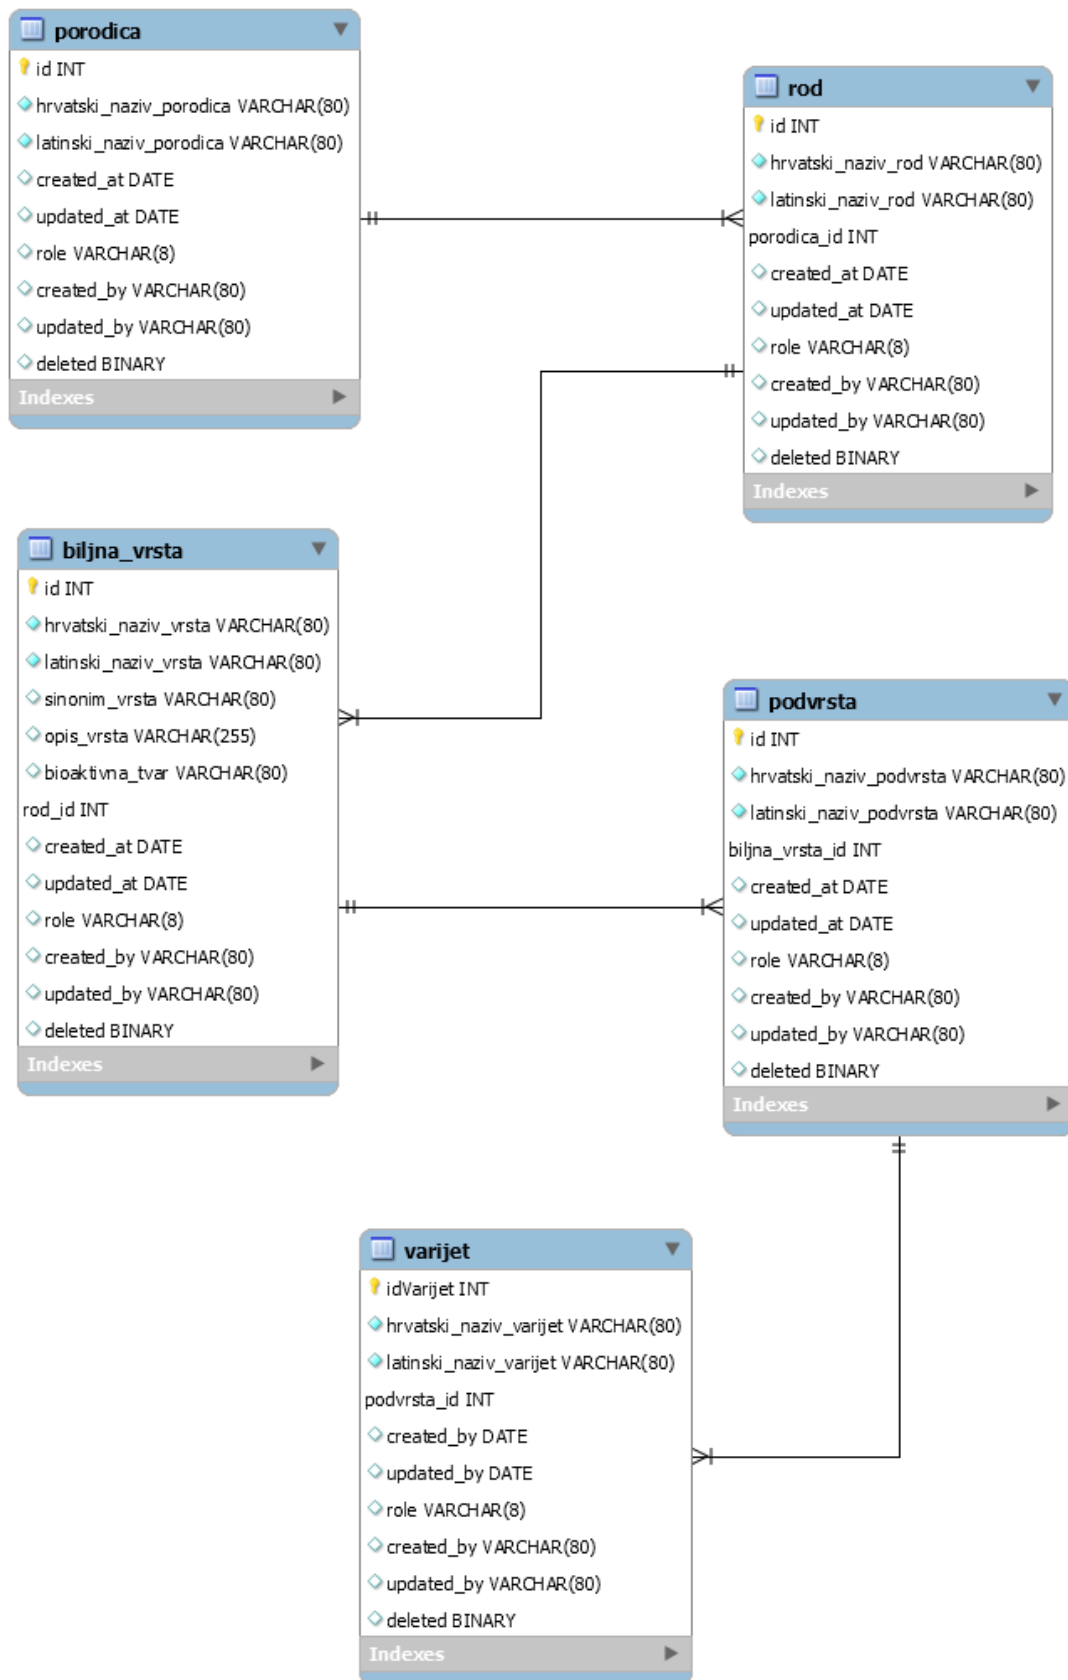 porodica
id INT
hrvatski_naziv_porodica VARCHAR(80)
latinski_naziv_porodica VARCHAR(80)
created_at DATE
updated_at DATE
role VARCHAR(8)
created_by VARCHAR(80)
updated_by VARCHAR(80)
deleted BINARY
Indexes
rod
id INT
hrvatski_naziv_rod VARCHAR(80)
latinski_naziv_rod VARCHAR(80)
porodica_id INT
created_at DATE
updated_at DATE
role VARCHAR(8)
created_by VARCHAR(80)
updated_by VARCHAR(80)
deleted BINARY
Indexes
biljna_vrsta
id INT
hrvatski_naziv_vrsta VARCHAR(80)
latinski_naziv_vrsta VARCHAR(80)
sinonim_vrsta VARCHAR(80)
opis_vrsta VARCHAR(255)
bioaktivna_tvar VARCHAR(80)
rod_id INT
created_at DATE
updated_at DATE
role VARCHAR(8)
created_by VARCHAR(80)
updated_by VARCHAR(80)
deleted BINARY
Indexes
podvrsta
id INT
hrvatski_naziv_podvrsta VARCHAR(80)
latinski_naziv_podvrsta VARCHAR(80)
biljna_vrsta_id INT
created_at DATE
updated_at DATE
role VARCHAR(8)
created_by VARCHAR(80)
updated_by VARCHAR(80)
deleted BINARY
Indexes
varijet
idVarijet INT
hrvatski_naziv_varijet VARCHAR(80)
latinski_naziv_varijet VARCHAR(80)
podvrsta_id INT
created_by DATE
updated_by DATE
role VARCHAR(8)
created_by VARCHAR(80)
updated_by VARCHAR(80)
deleted BINARY
Indexes